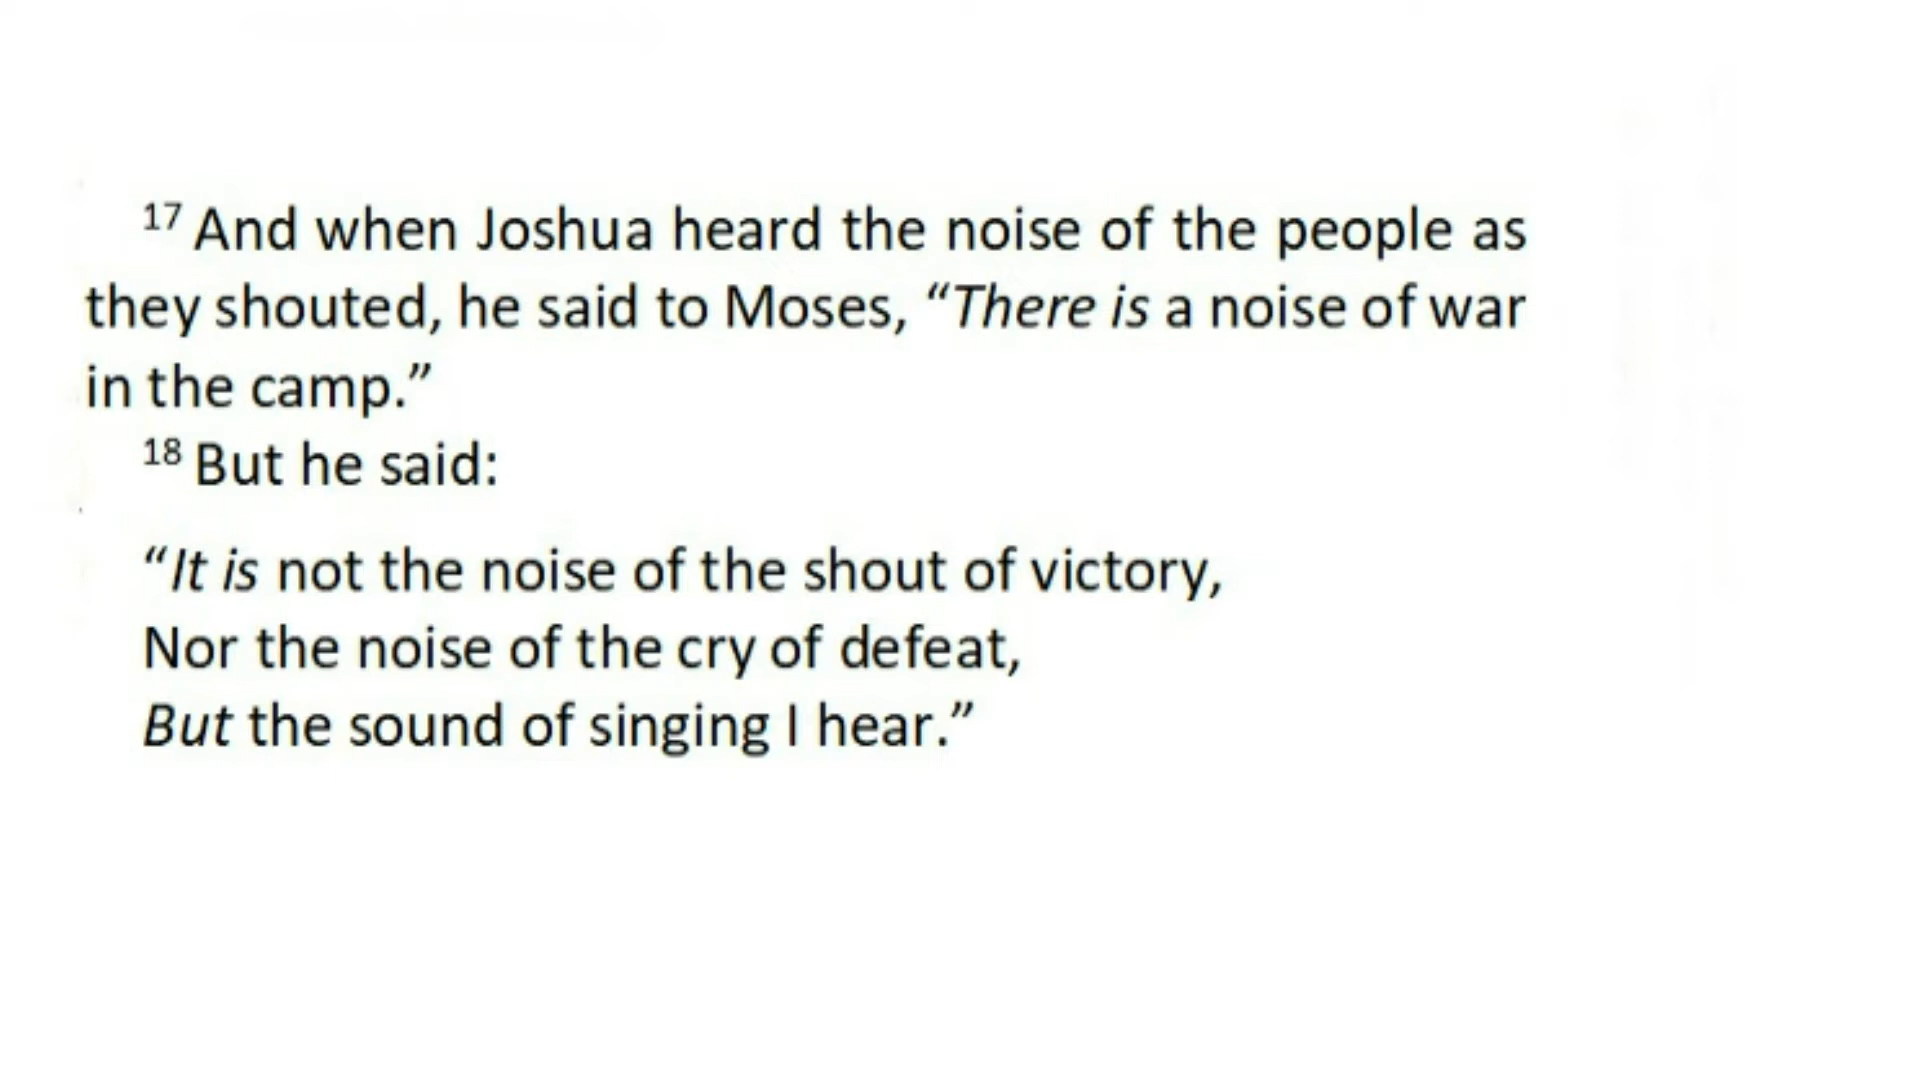 17 And when Joshua heard the noise of the people as
they shouted, he said to Moses, “There is a noise of war
in the camp.”
18 But he said:
“It is not the noise of the shout of victory,
Nor the noise of the cry of defeat,
But the sound of singing I hear.”